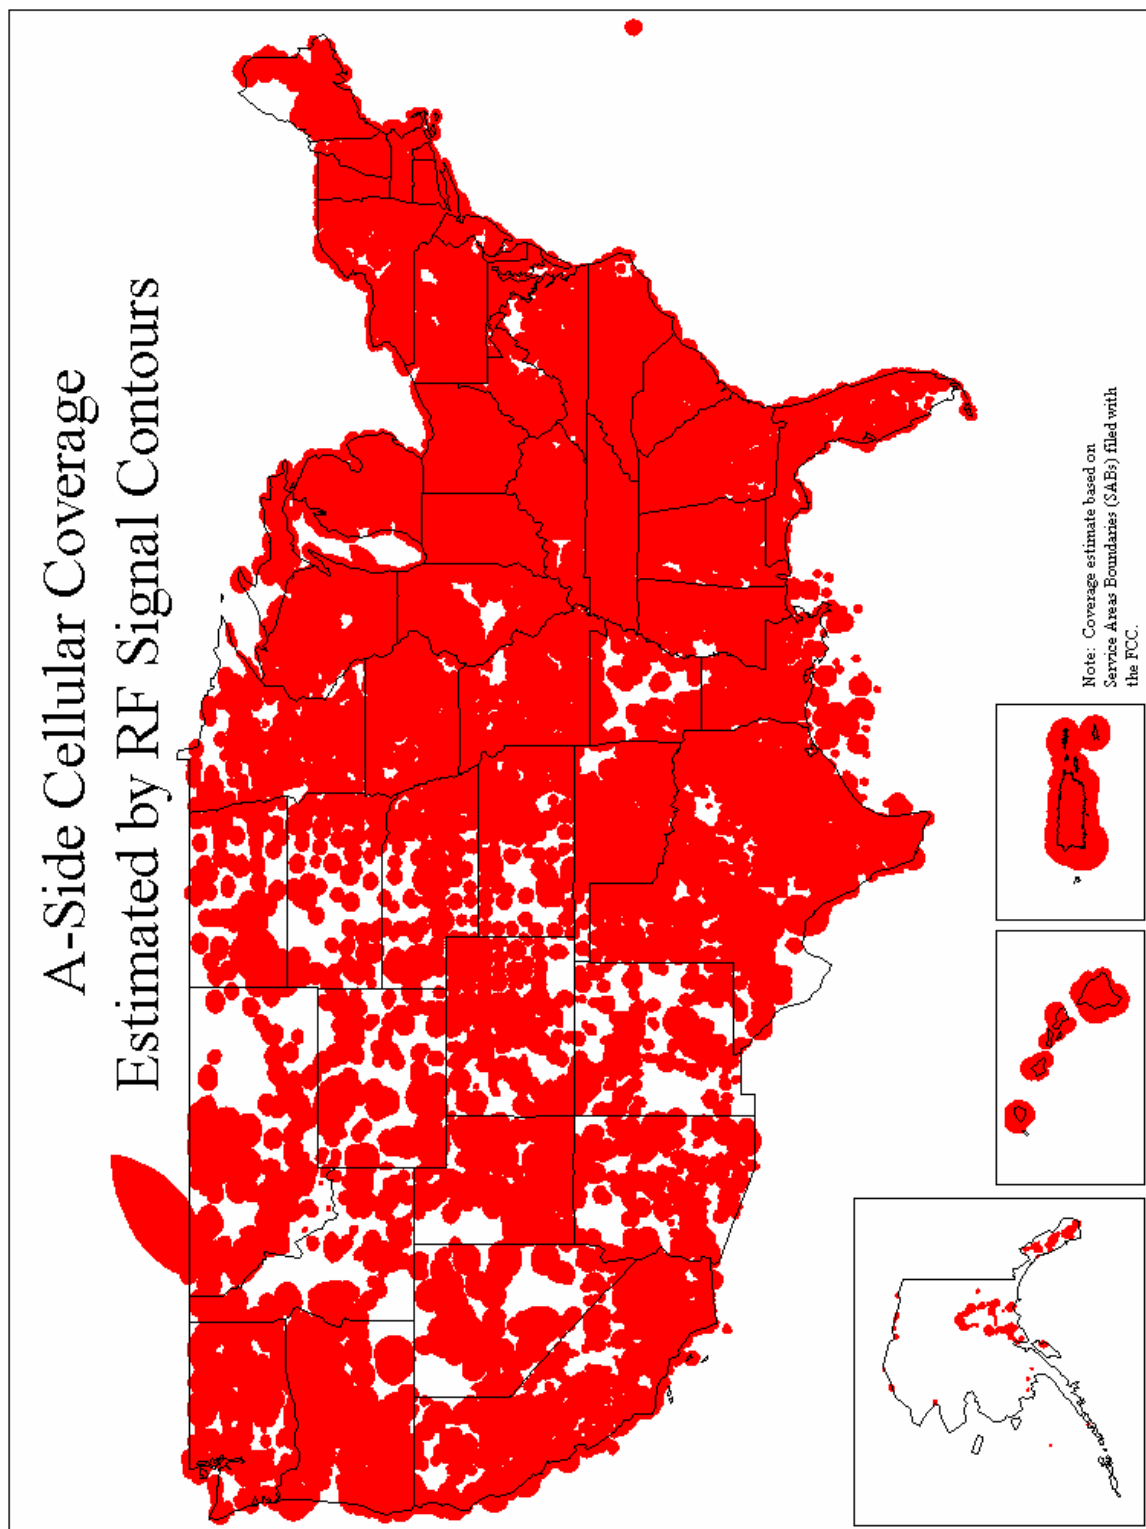 A-Side Cellular Coverage
Estimated by RF Signal Contours
Note: Coverage estimate based on
Service Areas Boundaries (SABs) filed with
the FCC.